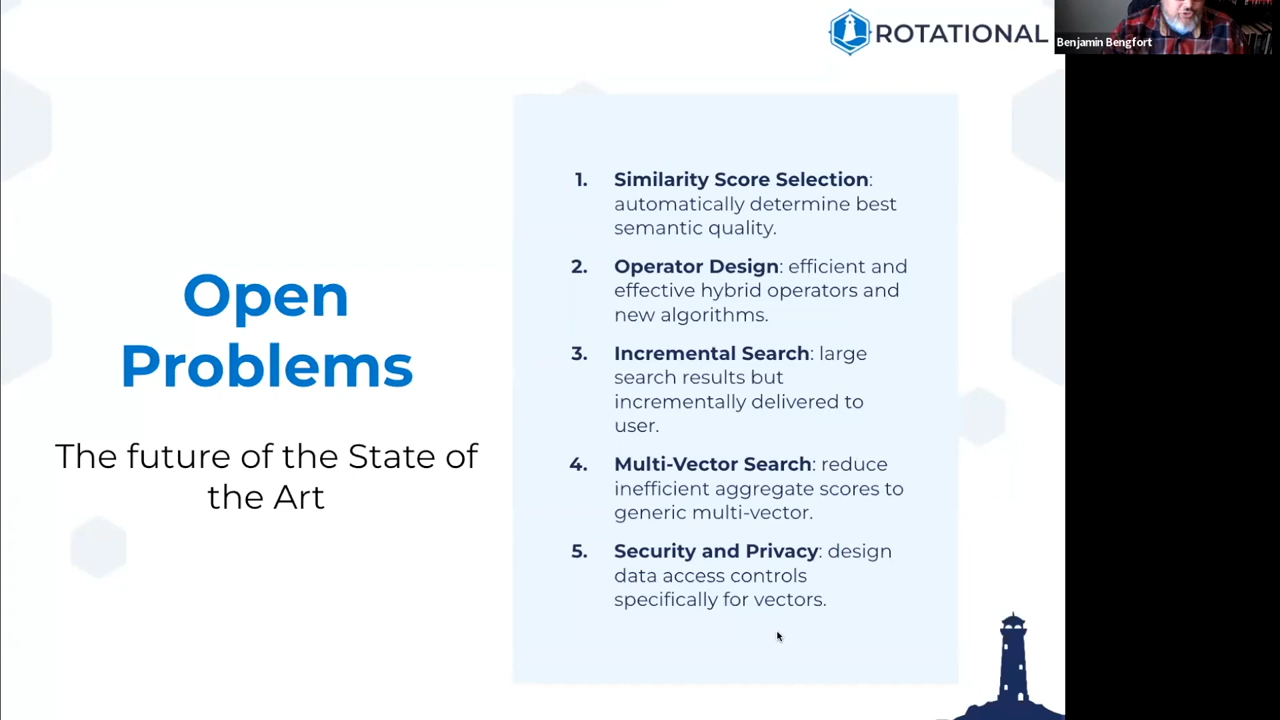 ROTATIONAL
Benjamin Bengfort
Open
Problems
The future of the State of
the Art
1. Similarity Score Selection:
automatically determine best
semantic quality.
2. Operator Design: efficient and
effective hybrid operators and
new algorithms.
3. Incremental Search: large
search results but
incrementally delivered to
user.
4. Multi-Vector Search: reduce
inefficient aggregate scores to
generic multi-vector.
5. Security and Privacy: design
data access controls
specifically for vectors.